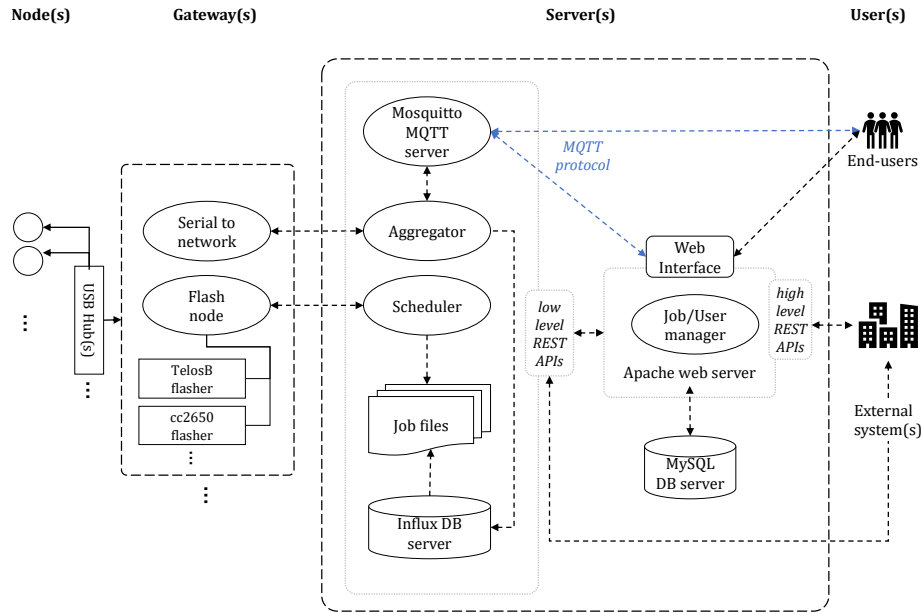 Node(s)
Gateway(s)
Server(s)
User(s)
Mosquitto
MQTT
server
MQTT
protocol
End-users
Serial to
network
Aggregator
Web
Interface
USB Hub(s)
Flash
node
Scheduler
low
level
REST
APIs
Job/User
manager
high
level
REST
APIs
Apache web server
TelosB
flasher
cc2650
flasher
...
...
...
...
...
Job files
External
system(s)
MySQL
DB server
Influx DB
server